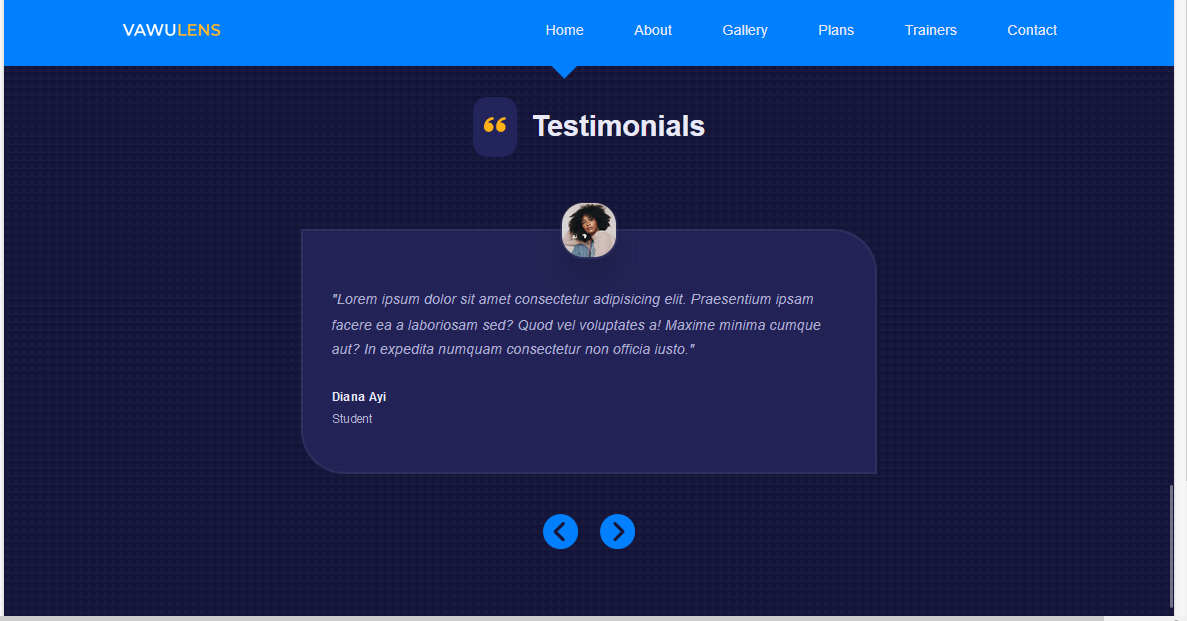 VAWULENS Home About Gallery Plans Trainers Contact
Testimonials
"Lorem ipsum dolor sit amet consectetur adipisicing elit. Praesentium ipsam
facere ea a laboriosam sed? Quod vel voluptates a! Maxime minima cumque
aut? In expedita numquam consectetur non officia iusto."
Diana Ayi
Student